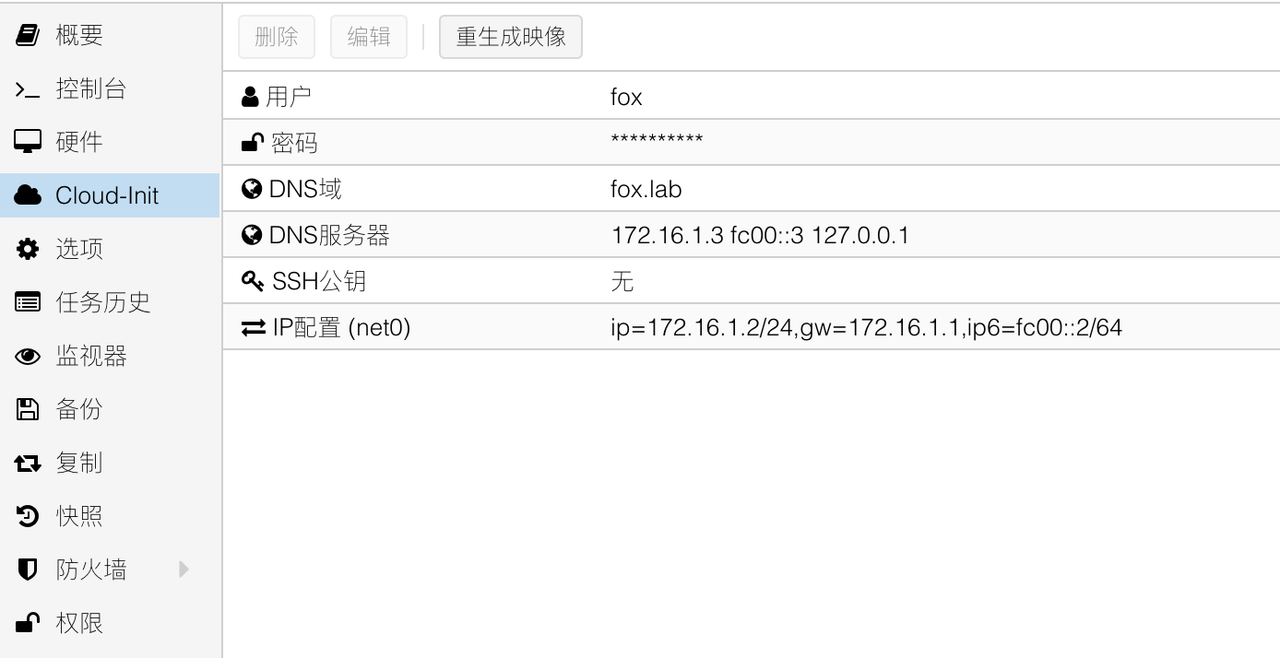 概要
控制台
硬件
Cloud-Init
选项
任务历史
监视器
备份
复制
快照
防火墙
权限
删除 编辑 重生成映像
用户 fox
密码 **********
DNS域 fox.lab
DNS服务器 172.16.1.3 fc00::3 127.0.0.1
SSH公钥 无
IP配置 (net0) ip=172.16.1.2/24,gw=172.16.1.1,ip6=fc00::2/64